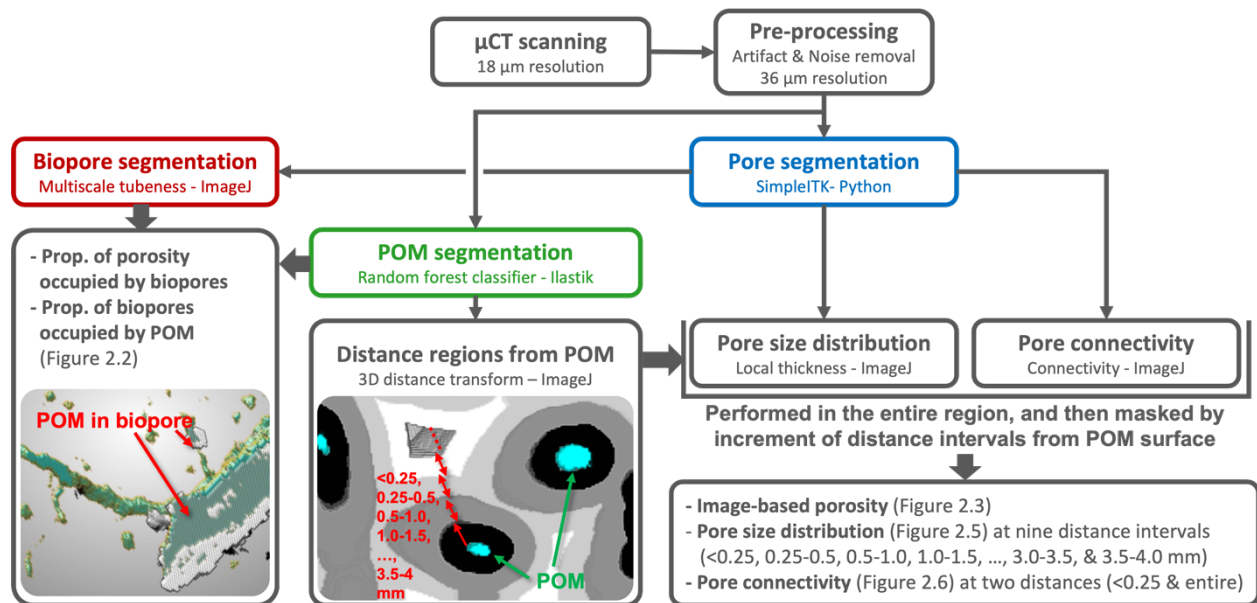 µCT scanning
18 µm resolution
Pre-processing
Artifact & Noise removal
36 µm resolution
Biopore segmentation
Multiscale tubeness - ImageJ
Pore segmentation
SimpleITK- Python
POM segmentation
Random forest classifier - Ilastik
- Prop. of porosity
occupied by biopores
- Prop. of biopores
occupied by POM
(Figure 2.2)
POM in biopore
Distance regions from POM
3D distance transform – ImageJ
<0.25,
0.25-0.5,
0.5-1.0,
1.0-1.5,
...,
3.5-4
mm
POM
Pore size distribution
Local thickness - ImageJ
Pore connectivity
Connectivity - ImageJ
Performed in the entire region, and then masked by
increment of distance intervals from POM surface
- Image-based porosity (Figure 2.3)
- Pore size distribution (Figure 2.5) at nine distance intervals
(<0.25, 0.25-0.5, 0.5-1.0, 1.0-1.5, ..., 3.0-3.5, & 3.5-4.0 mm)
- Pore connectivity (Figure 2.6) at two distances (<0.25 & entire)